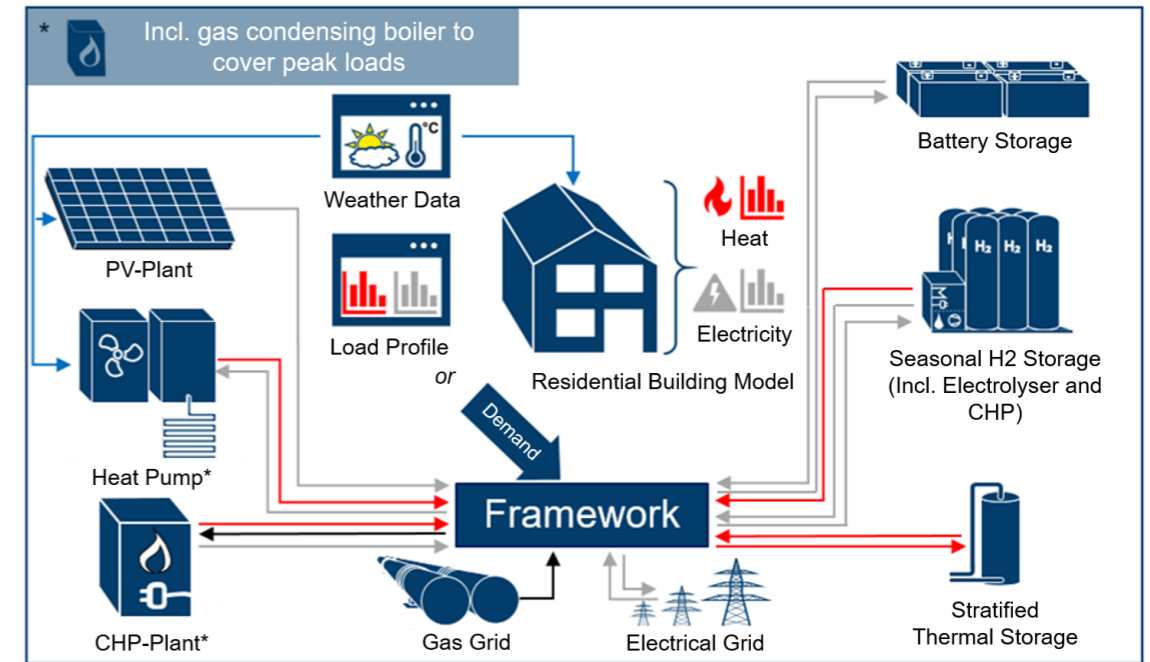 *
Incl. gas condensing boiler to
cover peak loads
°C
Weather Data
Battery Storage
PV-Plant
Load Profile
or
Heat
Electricity
Residential Building Model
H₂ H₂ H₂
Seasonal H2 Storage
(Incl. Electrolyser and
CHP)
Demand
Heat Pump*
Framework
CHP-Plant*
Gas Grid
Electrical Grid
Stratified
Thermal Storage